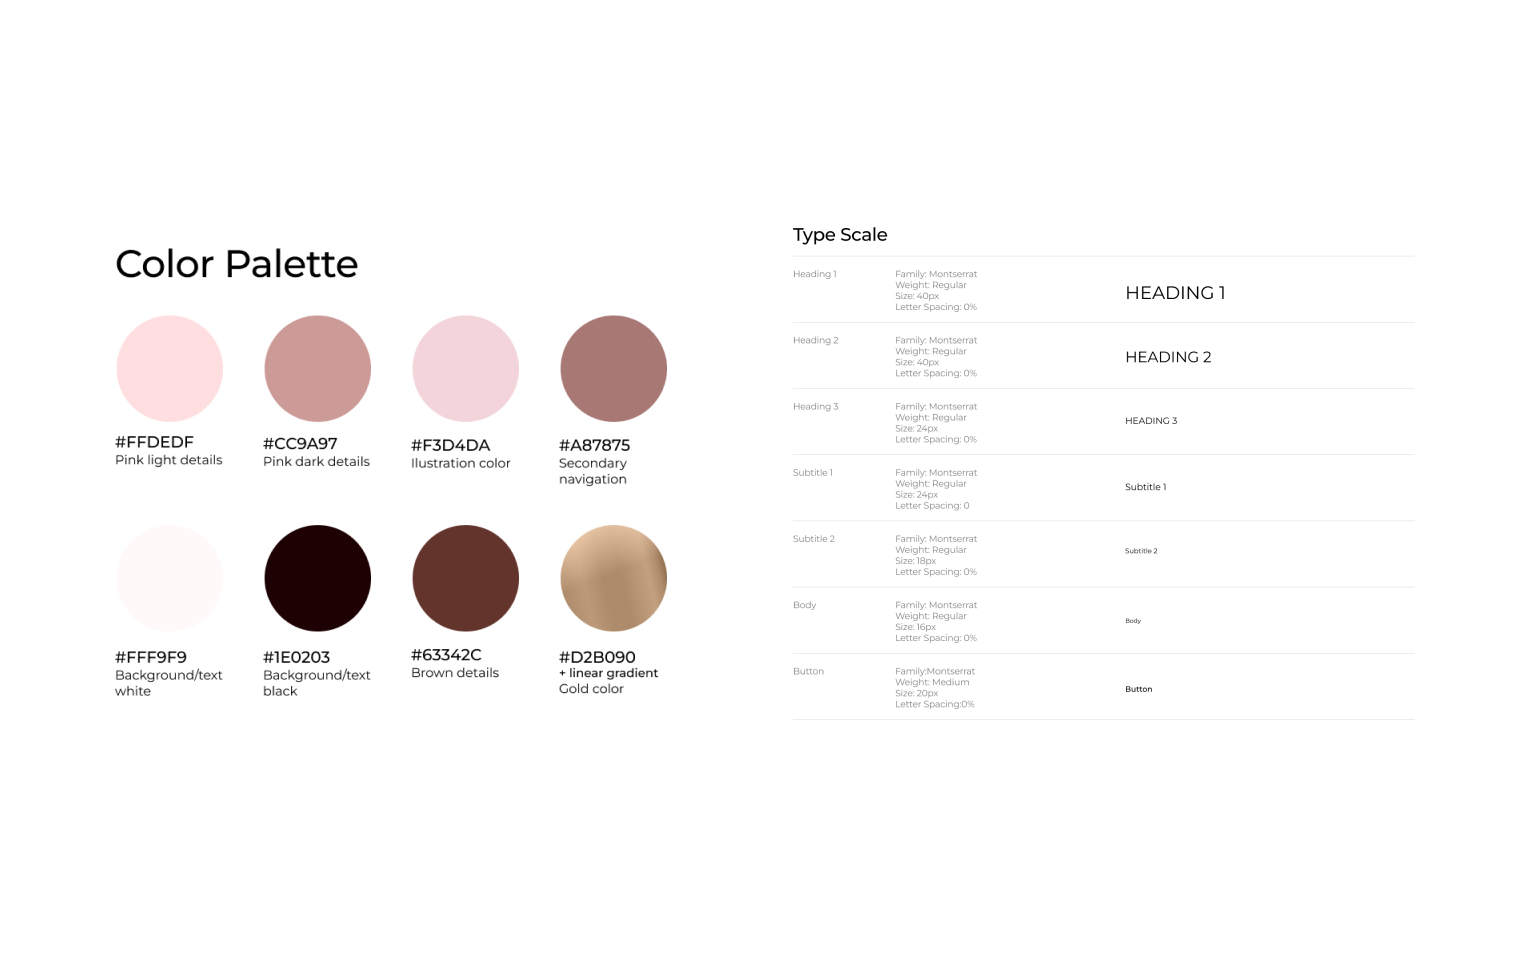 Color Palette
#FFDEDF
Pink light details
#CC9A97
Pink dark details
#F3D4DA
Ilustration color
#A87875
Secondary
navigation
#FFF9F9
Background/text
white
#1E0203
Background/text
black
#63342C
Brown details
#D2B090
+ linear gradient
Gold color
Type Scale
Heading 1
Family: Montserrat
Weight: Regular
Size: 40px
Letter Spacing: 0%
HEADING 1
Heading 2
Family: Montserrat
Weight: Regular
Size: 40px
Letter Spacing: 0%
HEADING 2
Heading 3
Family: Montserrat
Weight: Regular
Size: 24px
Letter Spacing: 0%
HEADING 3
Subtitle 1
Family: Montserrat
Weight: Regular
Size: 24px
Letter Spacing: 0
Subtitle 1
Subtitle 2
Family: Montserrat
Weight: Regular
Size: 18px
Letter Spacing: 0%
Subtitle 2
Body
Family: Montserrat
Weight: Regular
Size: 16px
Letter Spacing: 0%
Body
Button
Family:Montserrat
Weight: Medium
Size: 20px
Letter Spacing:0%
Button